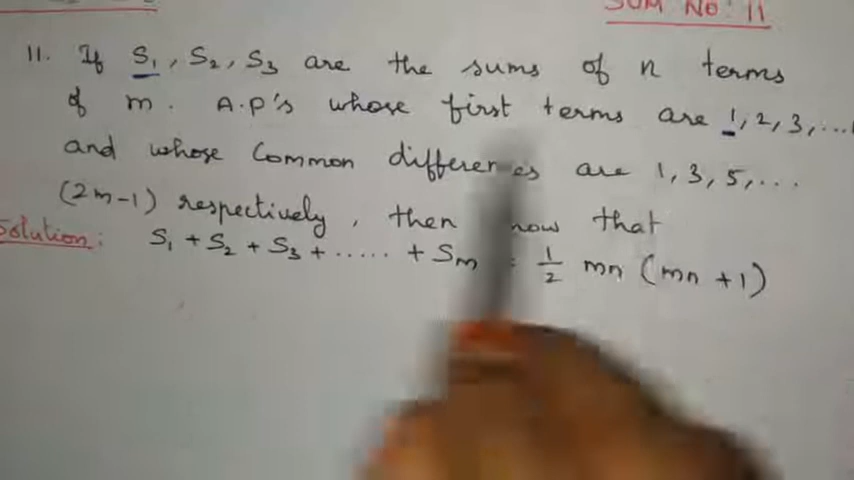 SUM NO: 11
11. If S1, S2, S3 are the sums of n terms
of m. A.P's whose first terms are 1, 2, 3, ...
and whose common differences are 1, 3, 5, ...
(2m-1) respectively, then show that
Solution: S1 + S2 + S3 + ..... + Sm = 1/2 mn (mn +1)